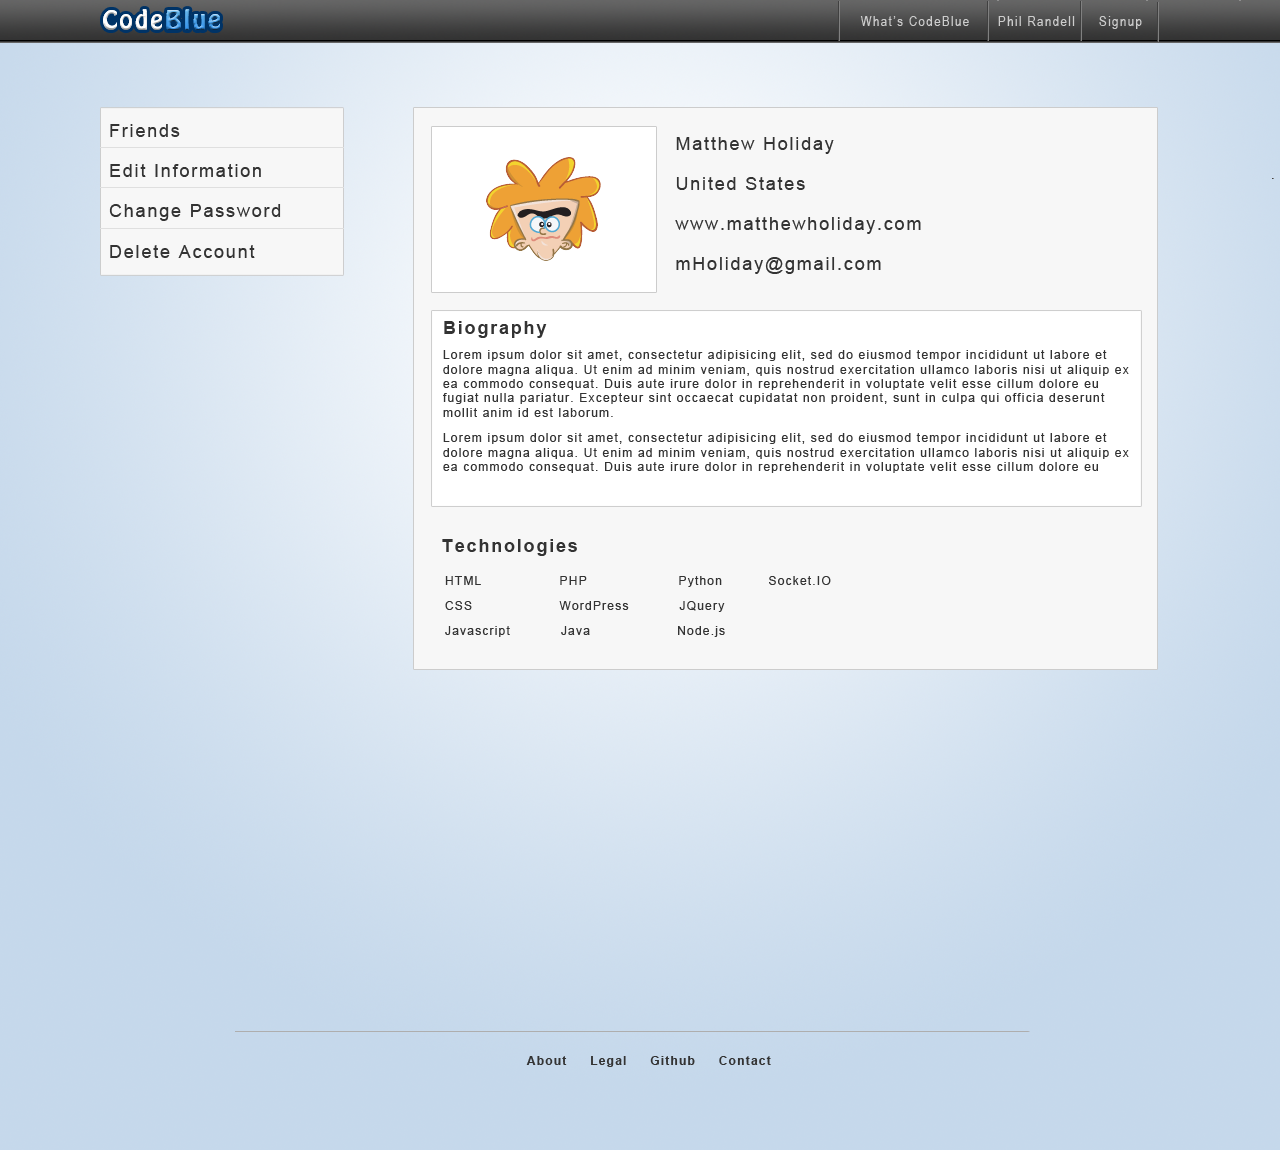 CodeBlue
What's CodeBlue Phil Randell Signup
Friends
Edit Information
Change Password
Delete Account
Matthew Holiday
United States
www.matthewholiday.com
mHoliday@gmail.com
Biography
Lorem ipsum dolor sit amet, consectetur adipisicing elit, sed do eiusmod tempor incididunt ut labore et
dolore magna aliqua. Ut enim ad minim veniam, quis nostrud exercitation ullamco laboris nisi ut aliquip ex
ea commodo consequat. Duis aute irure dolor in reprehenderit in voluptate velit esse cillum dolore eu
fugiat nulla pariatur. Excepteur sint occaecat cupidatat non proident, sunt in culpa qui officia deserunt
mollit anim id est laborum.
Lorem ipsum dolor sit amet, consectetur adipisicing elit, sed do eiusmod tempor incididunt ut labore et
dolore magna aliqua. Ut enim ad minim veniam, quis nostrud exercitation ullamco laboris nisi ut aliquip ex
ea commodo consequat. Duis aute irure dolor in reprehenderit in voluptate velit esse cillum dolore eu
Technologies
HTML PHP Python Socket.IO
CSS WordPress JQuery
Javascript Java Node.js
About Legal Github Contact